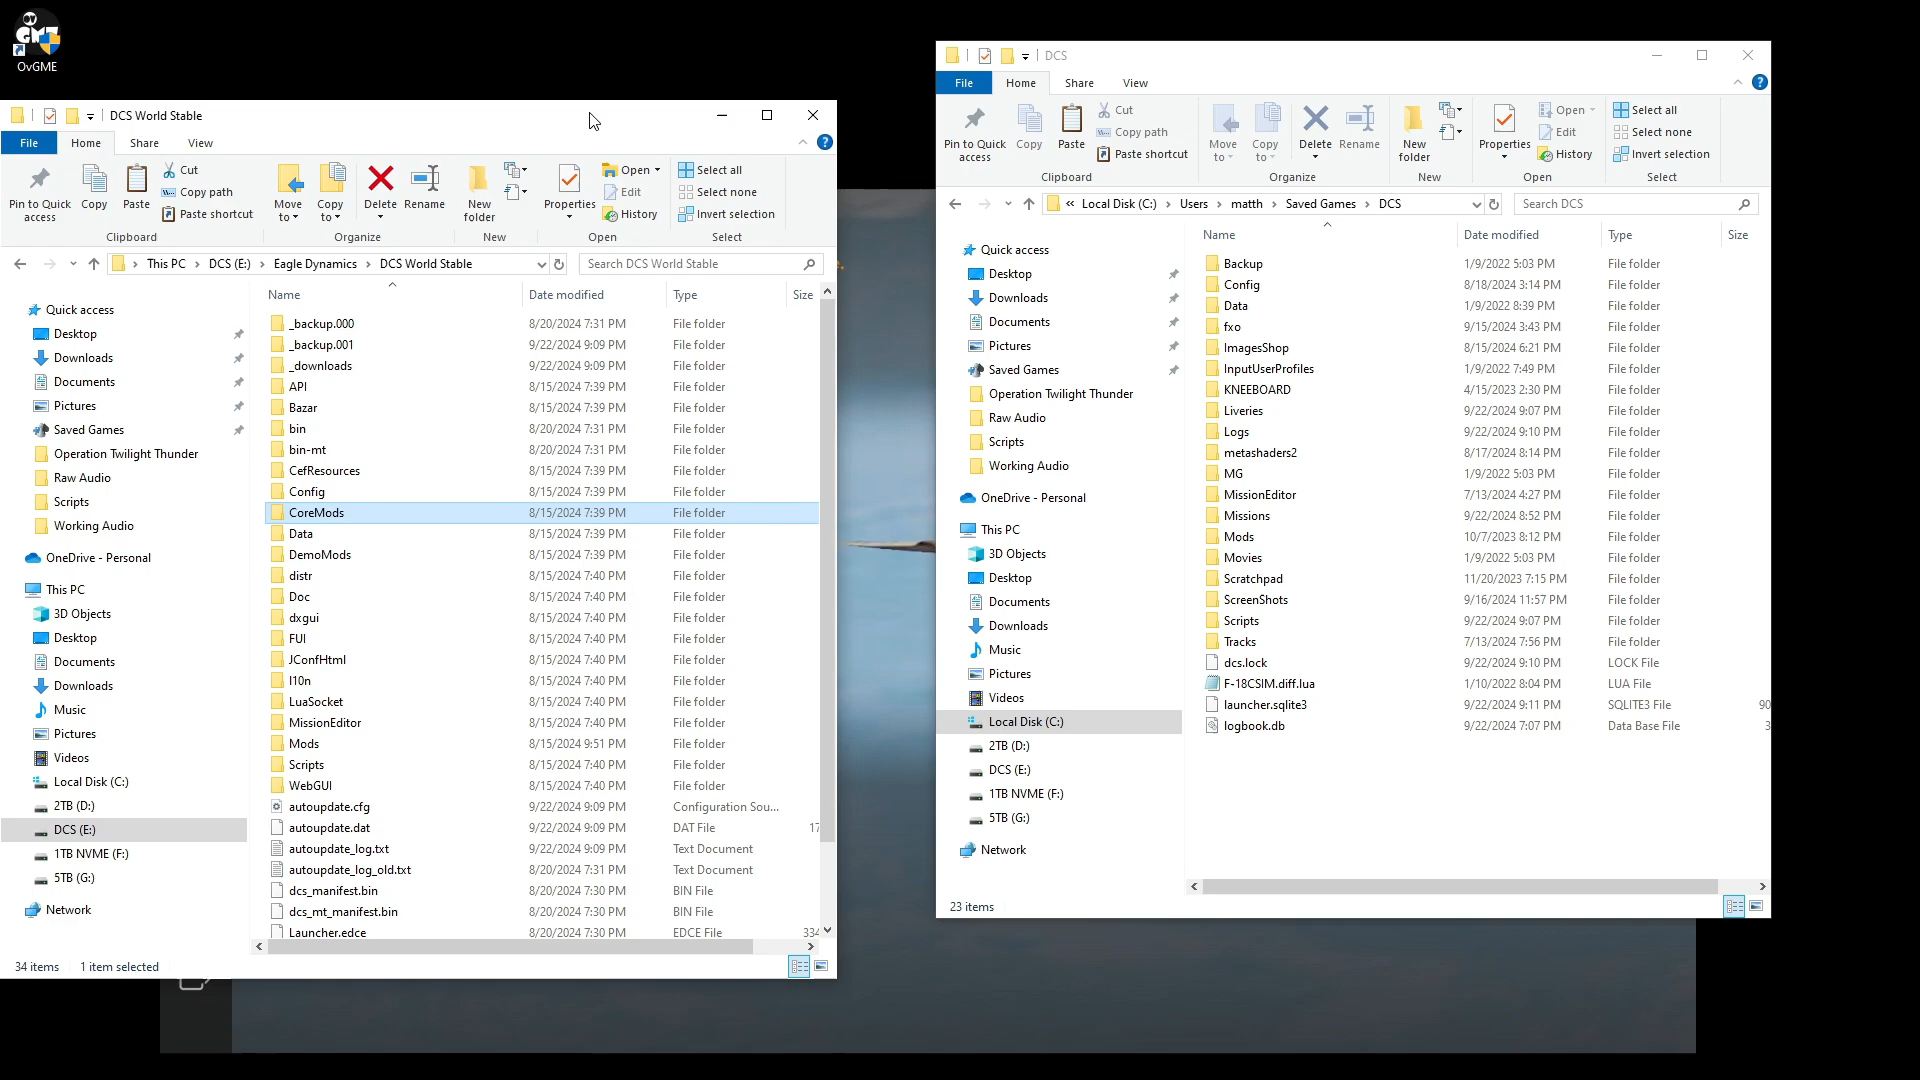 OvGME
DCS World Stable
File Home Share View
Pin to Quick access
Copy
Paste
Cut
Copy path
Paste shortcut
Clipboard
Move to
Copy to
Delete
Rename
Organize
New folder
New
Properties
Open
Edit
History
Open
Select all
Select none
Invert selection
Select
This PC DCS (E:) Eagle Dynamics DCS World Stable
Search DCS World Stable
Quick access
Desktop
Downloads
Documents
Pictures
Saved Games
Operation Twilight Thunder
Raw Audio
Scripts
Working Audio
OneDrive - Personal
This PC
3D Objects
Desktop
Documents
Downloads
Music
Pictures
Videos
Local Disk (C:)
2TB (D:)
DCS (E:)
1TB NVME (F:)
5TB (G:)
Network
Name Date modified Type Size
_backup.000 8/20/2024 7:31 PM File folder
_backup.001 9/22/2024 9:09 PM File folder
_downloads 9/22/2024 9:09 PM File folder
API 8/15/2024 7:39 PM File folder
Bazar 8/15/2024 7:39 PM File folder
bin 8/20/2024 7:31 PM File folder
bin-mt 8/20/2024 7:31 PM File folder
CefResources 8/15/2024 7:39 PM File folder
Config 8/15/2024 7:39 PM File folder
CoreMods 8/15/2024 7:39 PM File folder
Data 8/15/2024 7:39 PM File folder
DemoMods 8/15/2024 7:39 PM File folder
distr 8/15/2024 7:40 PM File folder
Doc 8/15/2024 7:40 PM File folder
dxgui 8/15/2024 7:40 PM File folder
FUI 8/15/2024 7:40 PM File folder
JConfHtml 8/15/2024 7:40 PM File folder
l10n 8/15/2024 7:40 PM File folder
LuaSocket 8/15/2024 7:40 PM File folder
MissionEditor 8/15/2024 7:40 PM File folder
Mods 8/15/2024 9:51 PM File folder
Scripts 8/15/2024 7:40 PM File folder
WebGUI 8/15/2024 7:40 PM File folder
autoupdate.cfg 9/22/2024 9:09 PM Configuration Sou...
autoupdate.dat 9/22/2024 9:09 PM DAT File 17
autoupdate_log.txt 9/22/2024 9:09 PM Text Document
autoupdate_log_old.txt 8/20/2024 7:31 PM Text Document
dcs_manifest.bin 8/20/2024 7:30 PM BIN File
dcs_mt_manifest.bin 8/20/2024 7:30 PM BIN File
Launcher.edce 8/20/2024 7:30 PM EDCE File 334
34 items 1 item selected
DCS
File Home Share View
Pin to Quick access
Copy
Paste
Cut
Copy path
Paste shortcut
Clipboard
Move to
Copy to
Delete
Rename
Organize
New folder
New
Properties
Open
Edit
History
Open
Select all
Select none
Invert selection
Select
« Local Disk (C:) Users matth Saved Games DCS
Search DCS
Quick access
Desktop
Downloads
Documents
Pictures
Saved Games
Operation Twilight Thunder
Raw Audio
Scripts
Working Audio
OneDrive - Personal
This PC
3D Objects
Desktop
Documents
Downloads
Music
Pictures
Videos
Local Disk (C:)
2TB (D:)
DCS (E:)
1TB NVME (F:)
5TB (G:)
Network
Name Date modified Type Size
Backup 1/9/2022 5:03 PM File folder
Config 8/18/2024 3:14 PM File folder
Data 1/9/2022 8:39 PM File folder
fxo 9/15/2024 3:43 PM File folder
ImagesShop 8/15/2024 6:21 PM File folder
InputUserProfiles 1/9/2022 7:49 PM File folder
KNEEBOARD 4/15/2023 2:30 PM File folder
Liveries 9/22/2024 9:07 PM File folder
Logs 9/22/2024 9:10 PM File folder
metashaders2 8/17/2024 8:14 PM File folder
MG 1/9/2022 5:03 PM File folder
MissionEditor 7/13/2024 4:27 PM File folder
Missions 9/22/2024 8:52 PM File folder
Mods 10/7/2023 8:12 PM File folder
Movies 1/9/2022 5:03 PM File folder
Scratchpad 11/20/2023 7:15 PM File folder
ScreenShots 9/16/2024 11:57 PM File folder
Scripts 9/22/2024 9:07 PM File folder
Tracks 7/13/2024 7:56 PM File folder
dcs.lock 9/22/2024 9:10 PM LOCK File
F-18CSIM.diff.lua 1/10/2022 8:04 PM LUA File
launcher.sqlite3 9/22/2024 9:11 PM SQLITE3 File 90
logbook.db 9/22/2024 7:07 PM Data Base File 3
23 items